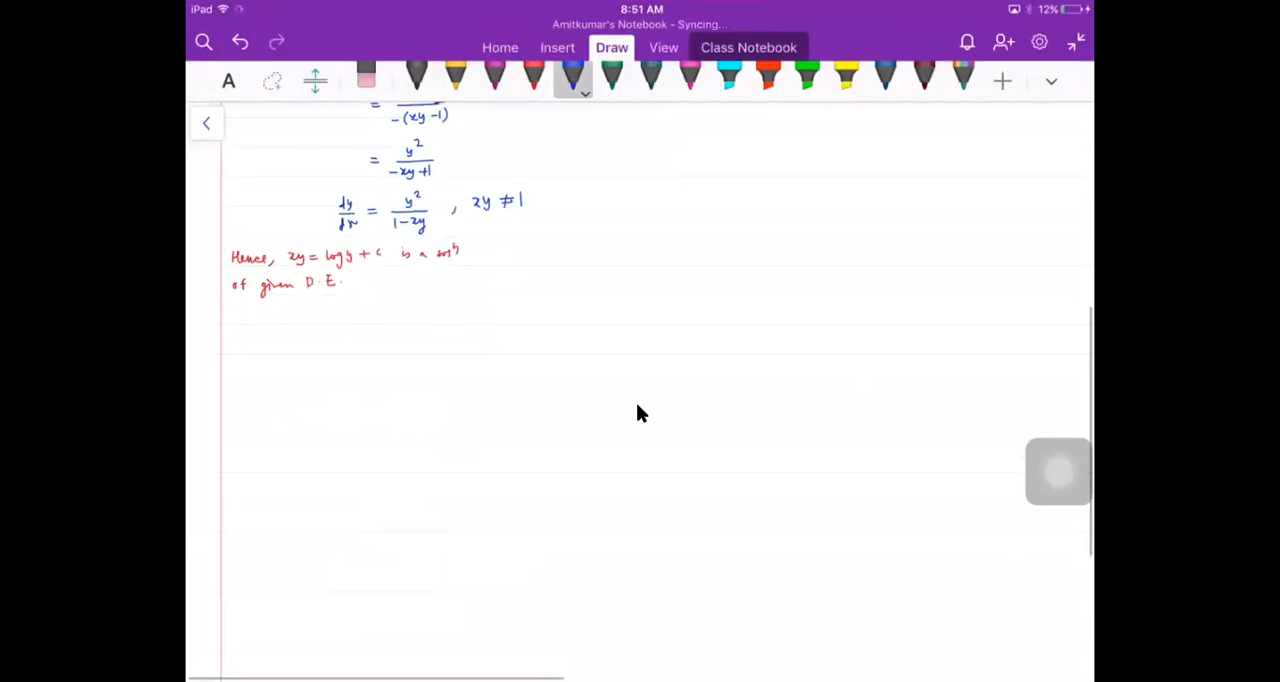 iPad 8:51 AM 12%
Amitkumar's Notebook - Syncing...
Home Insert Draw View Class Notebook
A
= -(xy-1)
= y²/(-xy+1)
dy/dx = y²/(1-xy) , xy ≠ 1
Hence, xy = log y + c is a solⁿ
of given D.E.